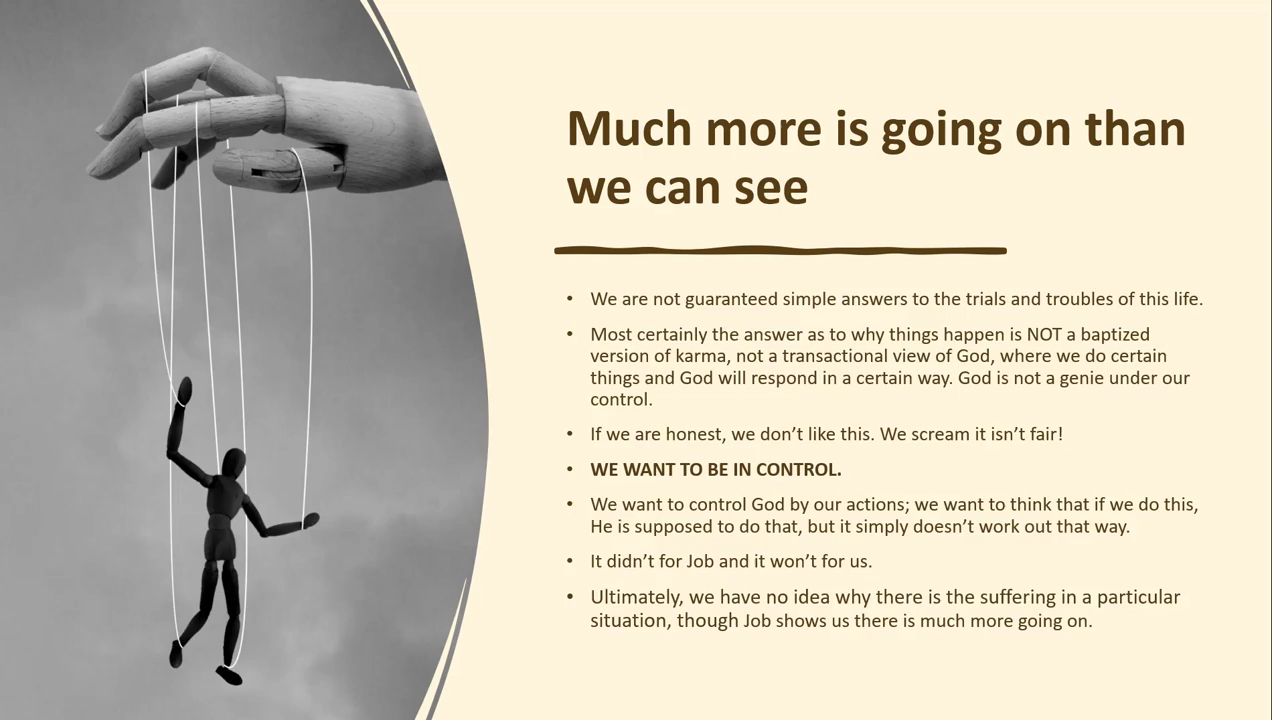 Much more is going on than
we can see
• We are not guaranteed simple answers to the trials and troubles of this life.
• Most certainly the answer as to why things happen is NOT a baptized
version of karma, not a transactional view of God, where we do certain
things and God will respond in a certain way. God is not a genie under our
control.
• If we are honest, we don’t like this. We scream it isn’t fair!
• WE WANT TO BE IN CONTROL.
• We want to control God by our actions; we want to think that if we do this,
He is supposed to do that, but it simply doesn’t work out that way.
• It didn’t for Job and it won’t for us.
• Ultimately, we have no idea why there is the suffering in a particular
situation, though Job shows us there is much more going on.